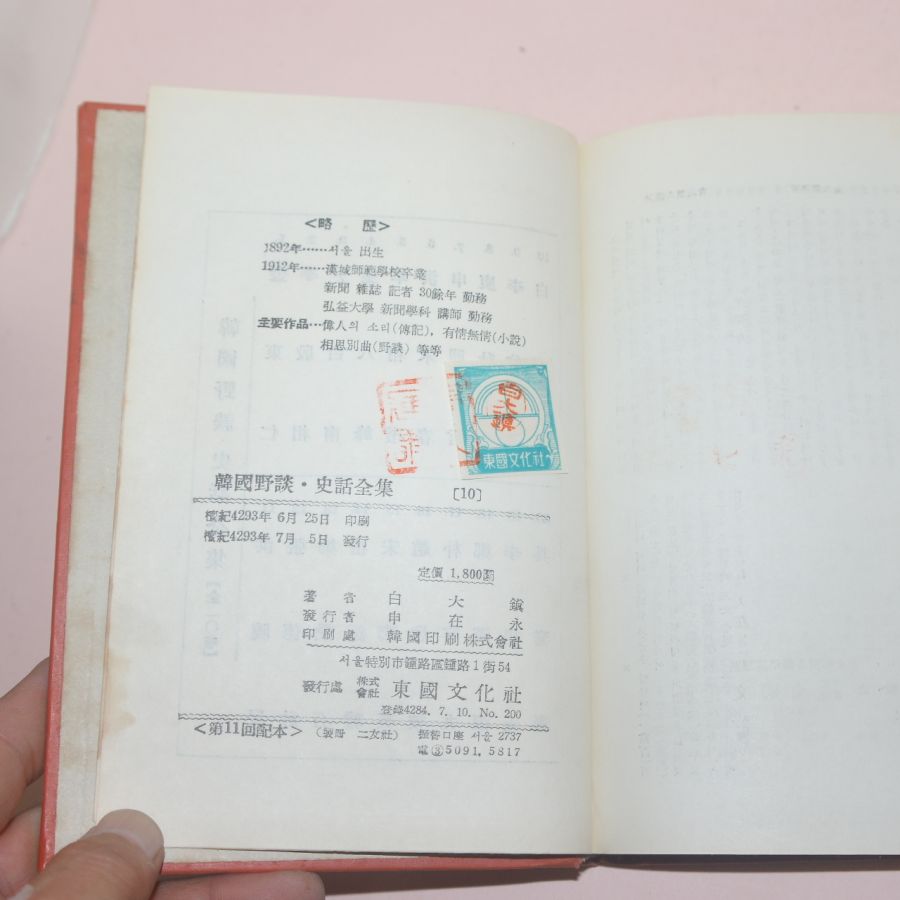 <略 歷>
1892年……서울 出生
1912年……漢城師範學校卒業
新聞 雜誌 記者 30餘年 勤務
弘益大學 新聞學科 講師 勤務
主要作品…偉人의 소리(傳記), 有情無情(小說)
相思別曲(野談) 等等
白大鎭
東國文化社
韓國野談·史話全集 [10]
檀紀4293年 6月 25日 印刷
檀紀4293年 7月 5日 發行
定價 1,800圜
著者 白大鎭
發行者 申在永
印刷處 韓國印刷株式會社
서울特別市鍾路區鍾路1街54
發行處 株式會社 東國文化社
登錄4284. 7. 10. No. 200
<第11回配本> (製册 二友社) 振替口座 서울 2737
電③5091, 5817